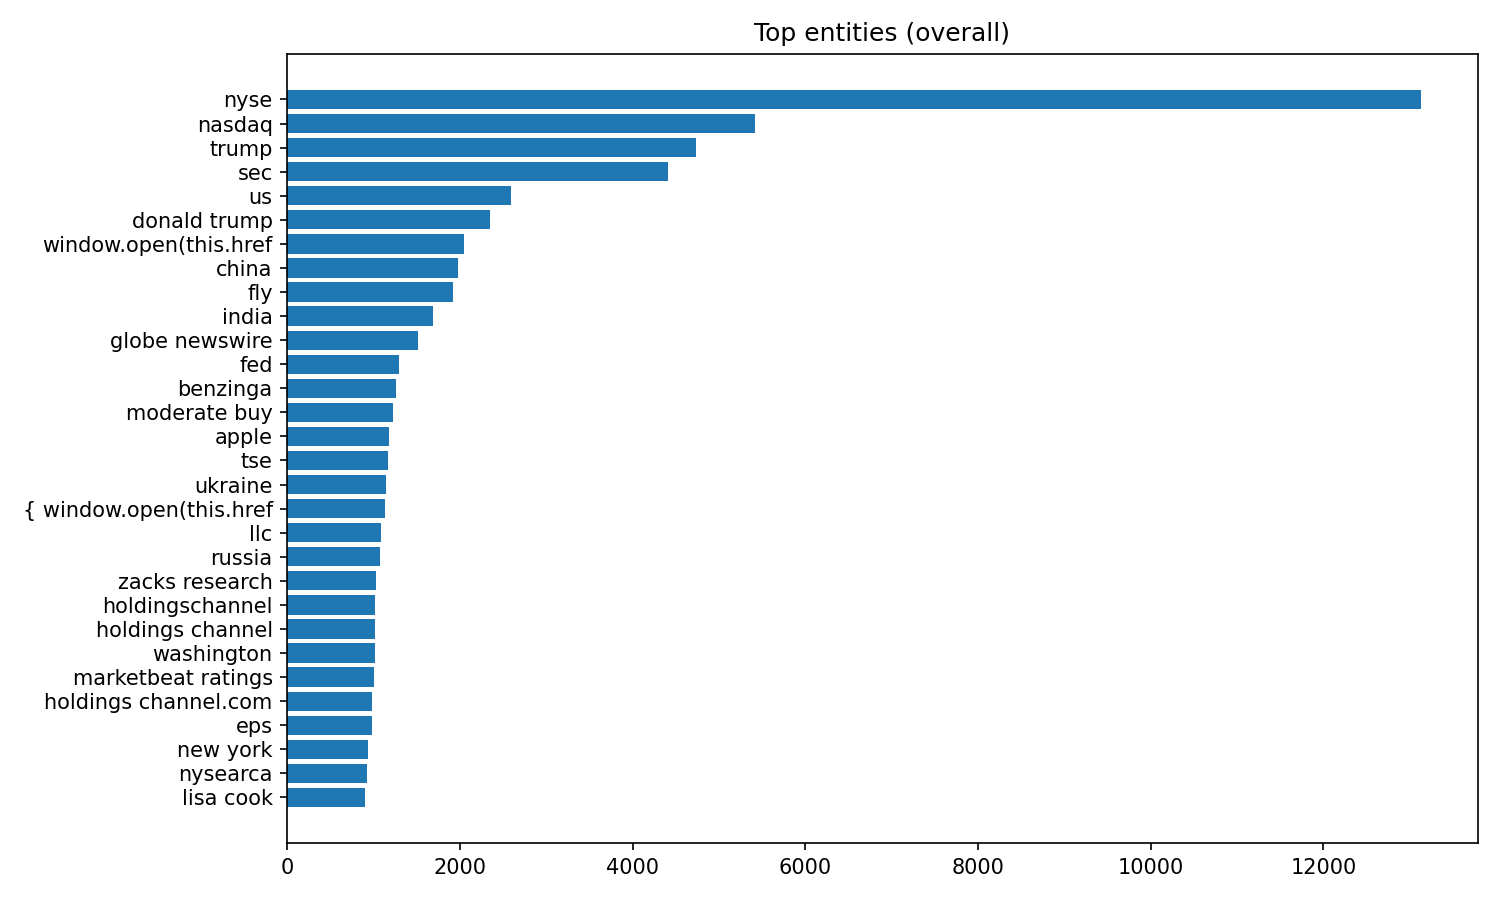 Top entities (overall)
nyse
nasdaq
trump
sec
us
donald trump
window.open(this.href
china
fly
india
globe newswire
fed
benzinga
moderate buy
apple
tse
ukraine
{ window.open(this.href
llc
russia
zacks research
holdingschannel
holdings channel
washington
marketbeat ratings
holdings channel.com
eps
new york
nysearca
lisa cook
0 2000 4000 6000 8000 10000 12000